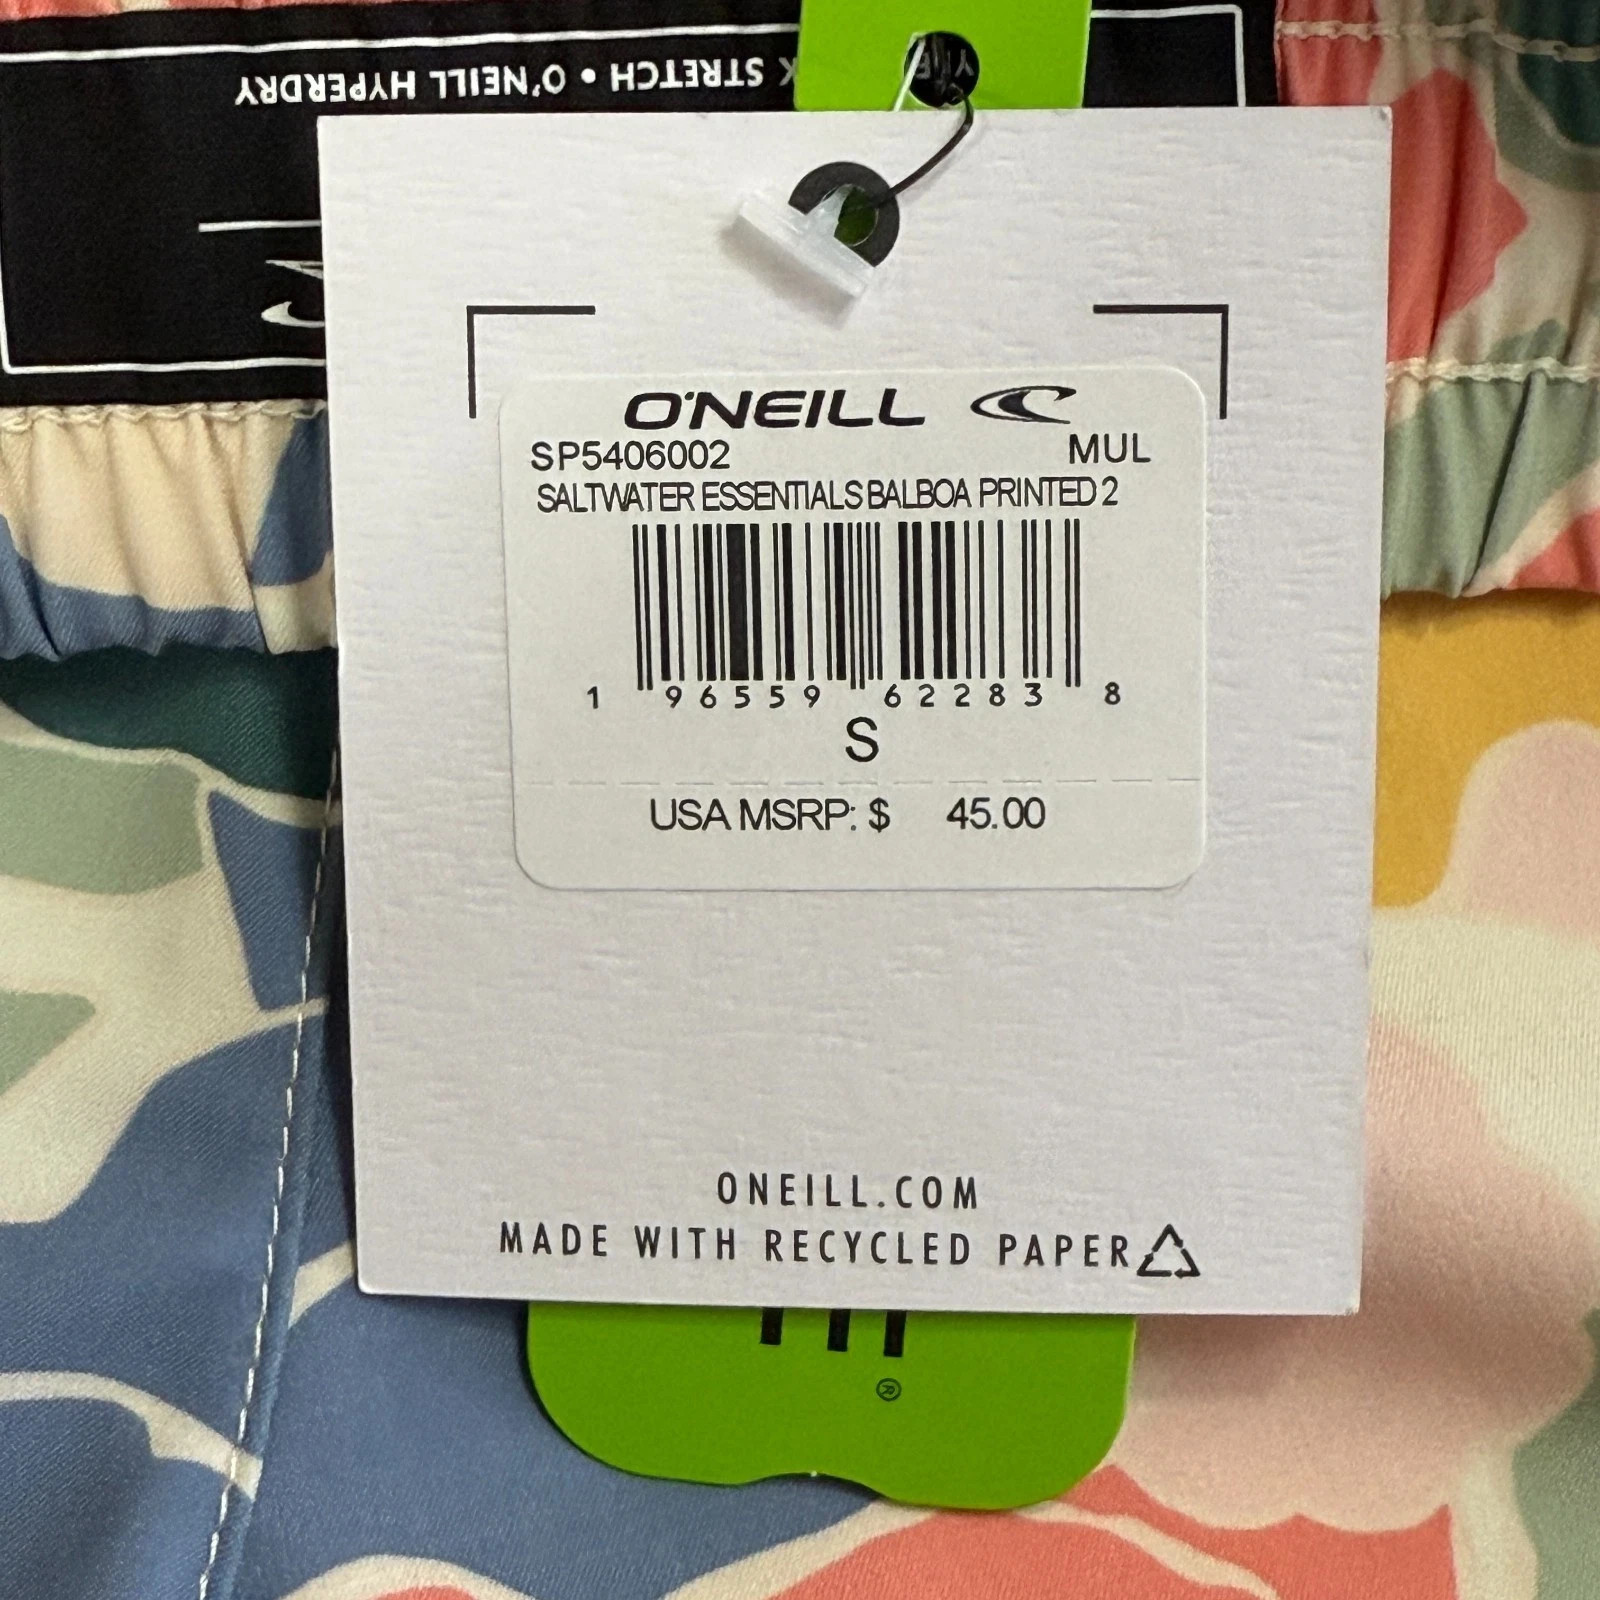 STRETCH • O'NEILL HYPERDRY
O'NEILL
SP5406002 MUL
SALTWATER ESSENTIALS BALBOA PRINTED 2
1 96559 62283 8
S
USA MSRP: $ 45.00
ONEILL.COM
MADE WITH RECYCLED PAPER
®